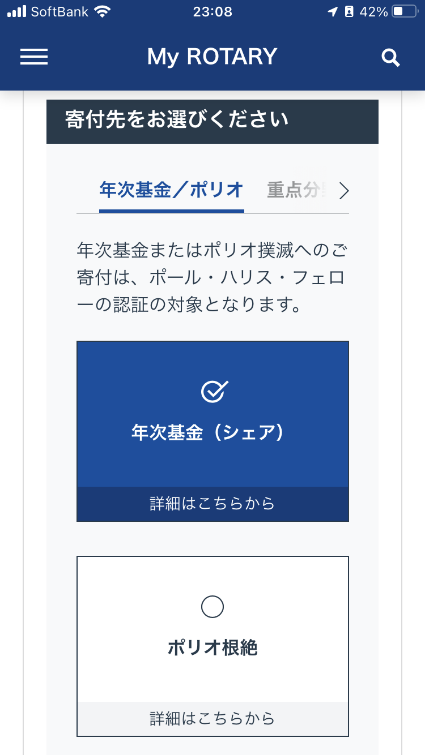 SoftBank 23:08 42%
My ROTARY
寄付先をお選びください
年次基金／ポリオ 重点分
年次基金またはポリオ撲滅へのご
寄付は、ポール・ハリス・フェロ
ーの認証の対象となります。
年次基金（シェア）
詳細はこちらから
ポリオ根絶
詳細はこちらから